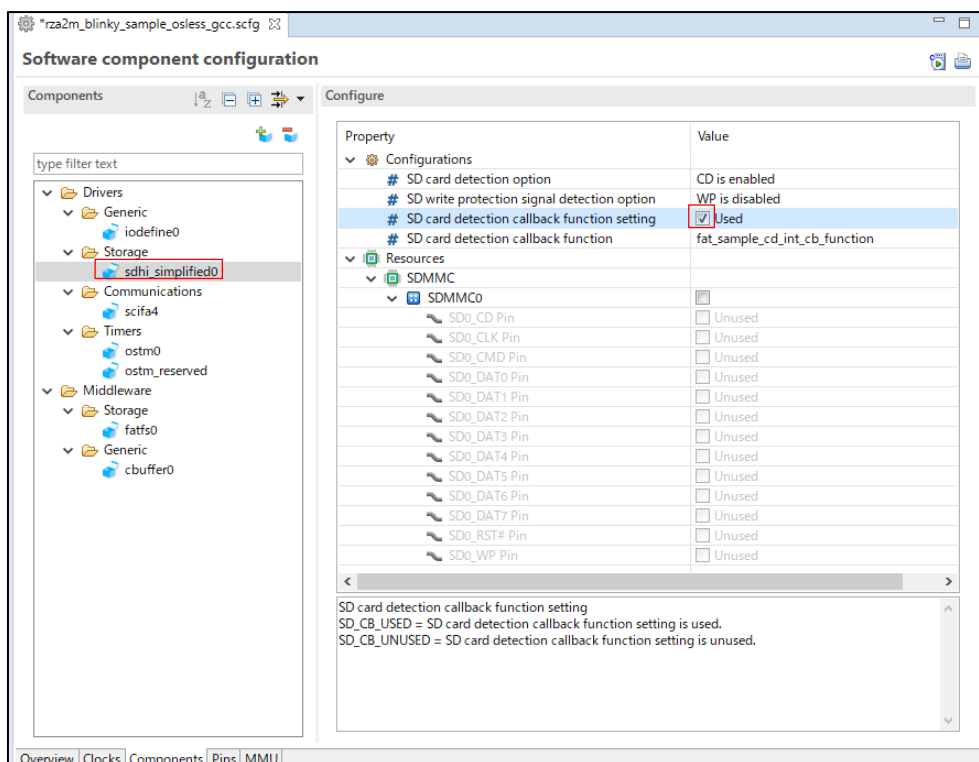 *rza2m_blinky_sample_osless_gcc.scfg
Software component configuration
Components
Configure
type filter text
Drivers
Generic
iodefine0
Storage
sdhi_simplified0
Communications
scifa4
Timers
ostm0
ostm_reserved
Middleware
Storage
fatfs0
Generic
cbuffer0
Property Value
Configurations
# SD card detection option CD is enabled
# SD write protection signal detection option WP is disabled
# SD card detection callback function setting Used
# SD card detection callback function fat_sample_cd_int_cb_function
Resources
SDMMC
SDMMC0
SD0_CD Pin Unused
SD0_CLK Pin Unused
SD0_CMD Pin Unused
SD0_DAT0 Pin Unused
SD0_DAT1 Pin Unused
SD0_DAT2 Pin Unused
SD0_DAT3 Pin Unused
SD0_DAT4 Pin Unused
SD0_DAT5 Pin Unused
SD0_DAT6 Pin Unused
SD0_DAT7 Pin Unused
SD0_RST# Pin Unused
SD0_WP Pin Unused
SD card detection callback function setting
SD_CB_USED = SD card detection callback function setting is used.
SD_CB_UNUSED = SD card detection callback function setting is unused.
Overview Clocks Components Pins MMU